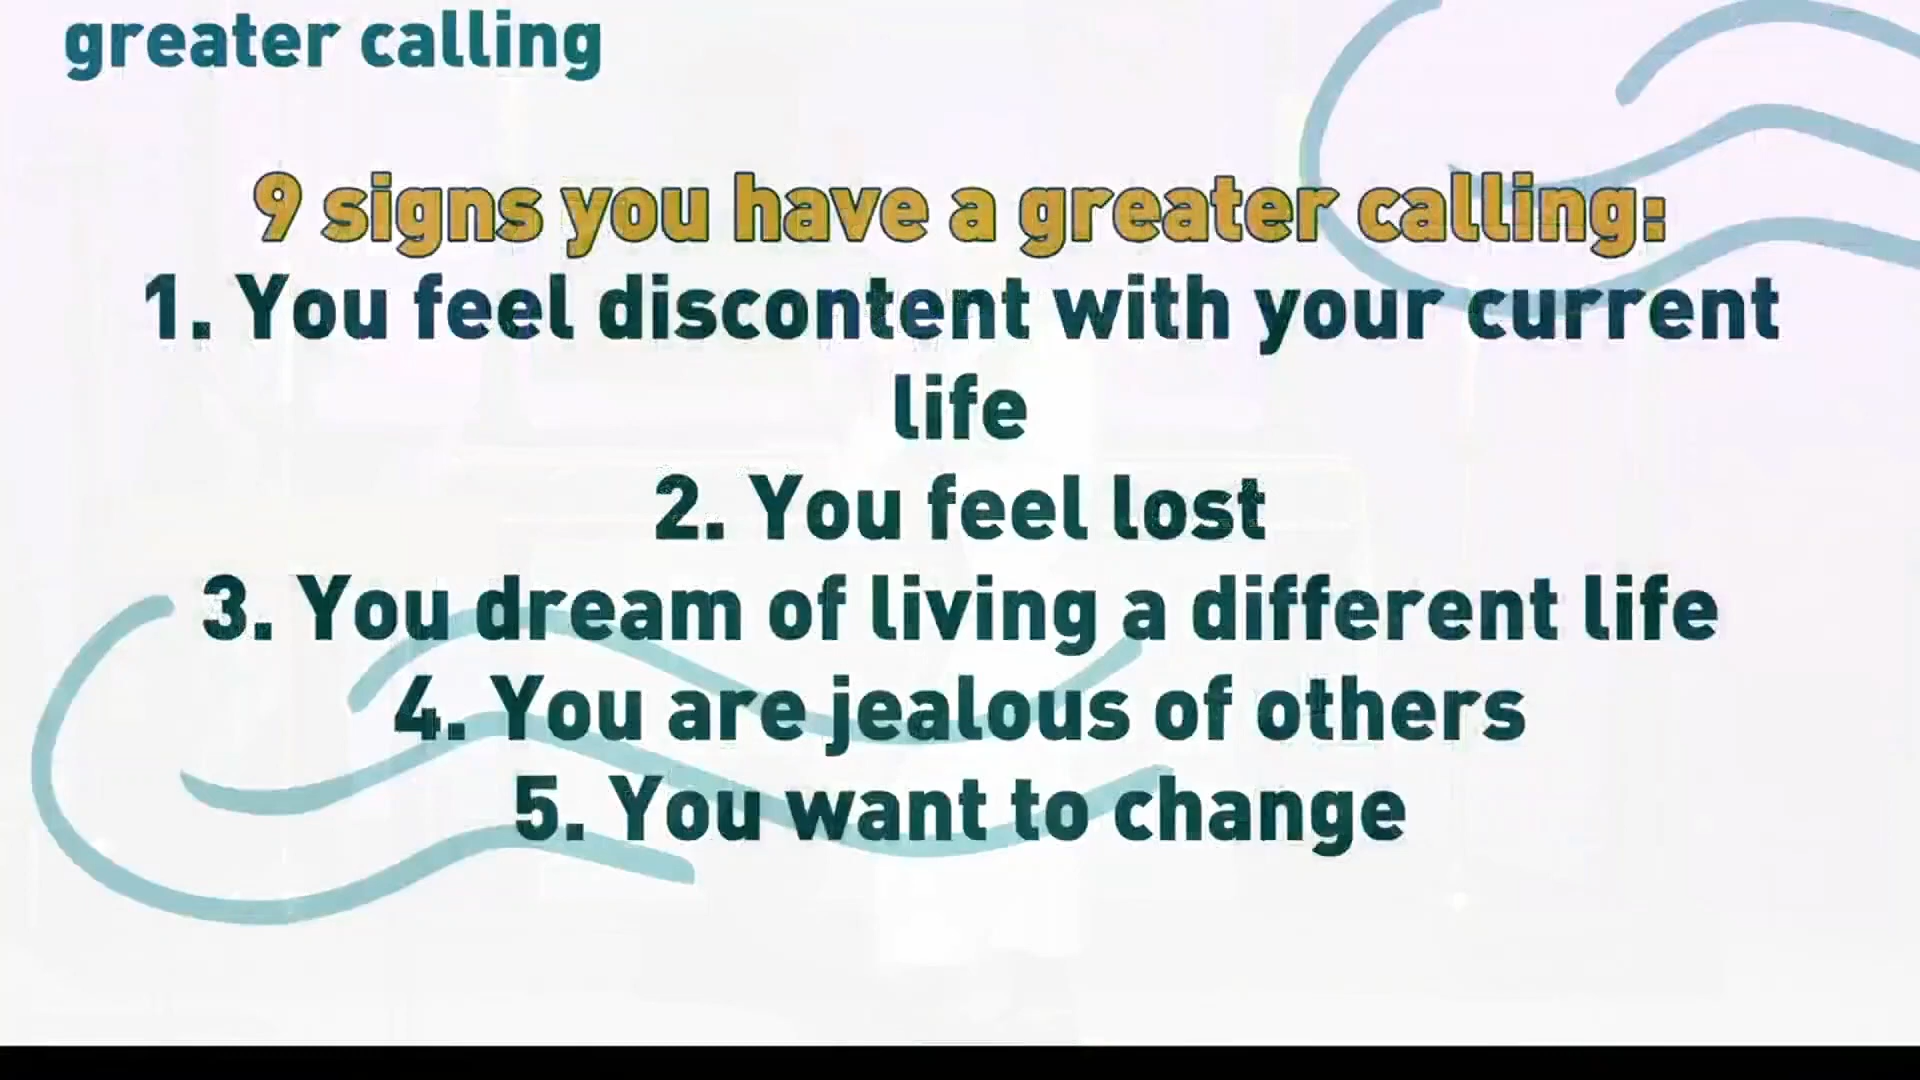 greater calling
9 signs you have a greater calling:
1. You feel discontent with your current
life
2. You feel lost
3. You dream of living a different life
4. You are jealous of others
5. You want to change